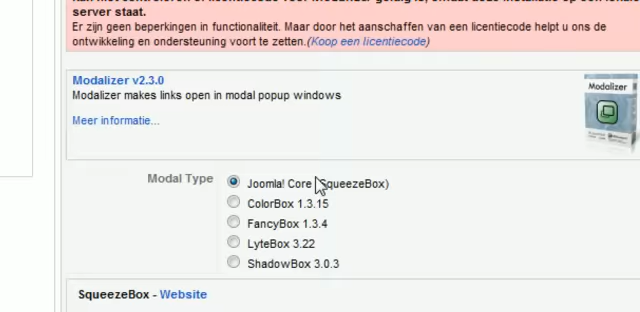 server staat.
Er zijn geen beperkingen in functionaliteit. Maar door het aanschaffen van een licentiecode helpt u ons de
ontwikkeling en ondersteuning voort te zetten.(Koop een licentiecode)
Modalizer v2.3.0
Modalizer makes links open in modal popup windows
Meer informatie...
Modalizer
Modal Type
Joomla! Core (SqueezeBox)
ColorBox 1.3.15
FancyBox 1.3.4
LyteBox 3.22
ShadowBox 3.0.3
SqueezeBox - Website